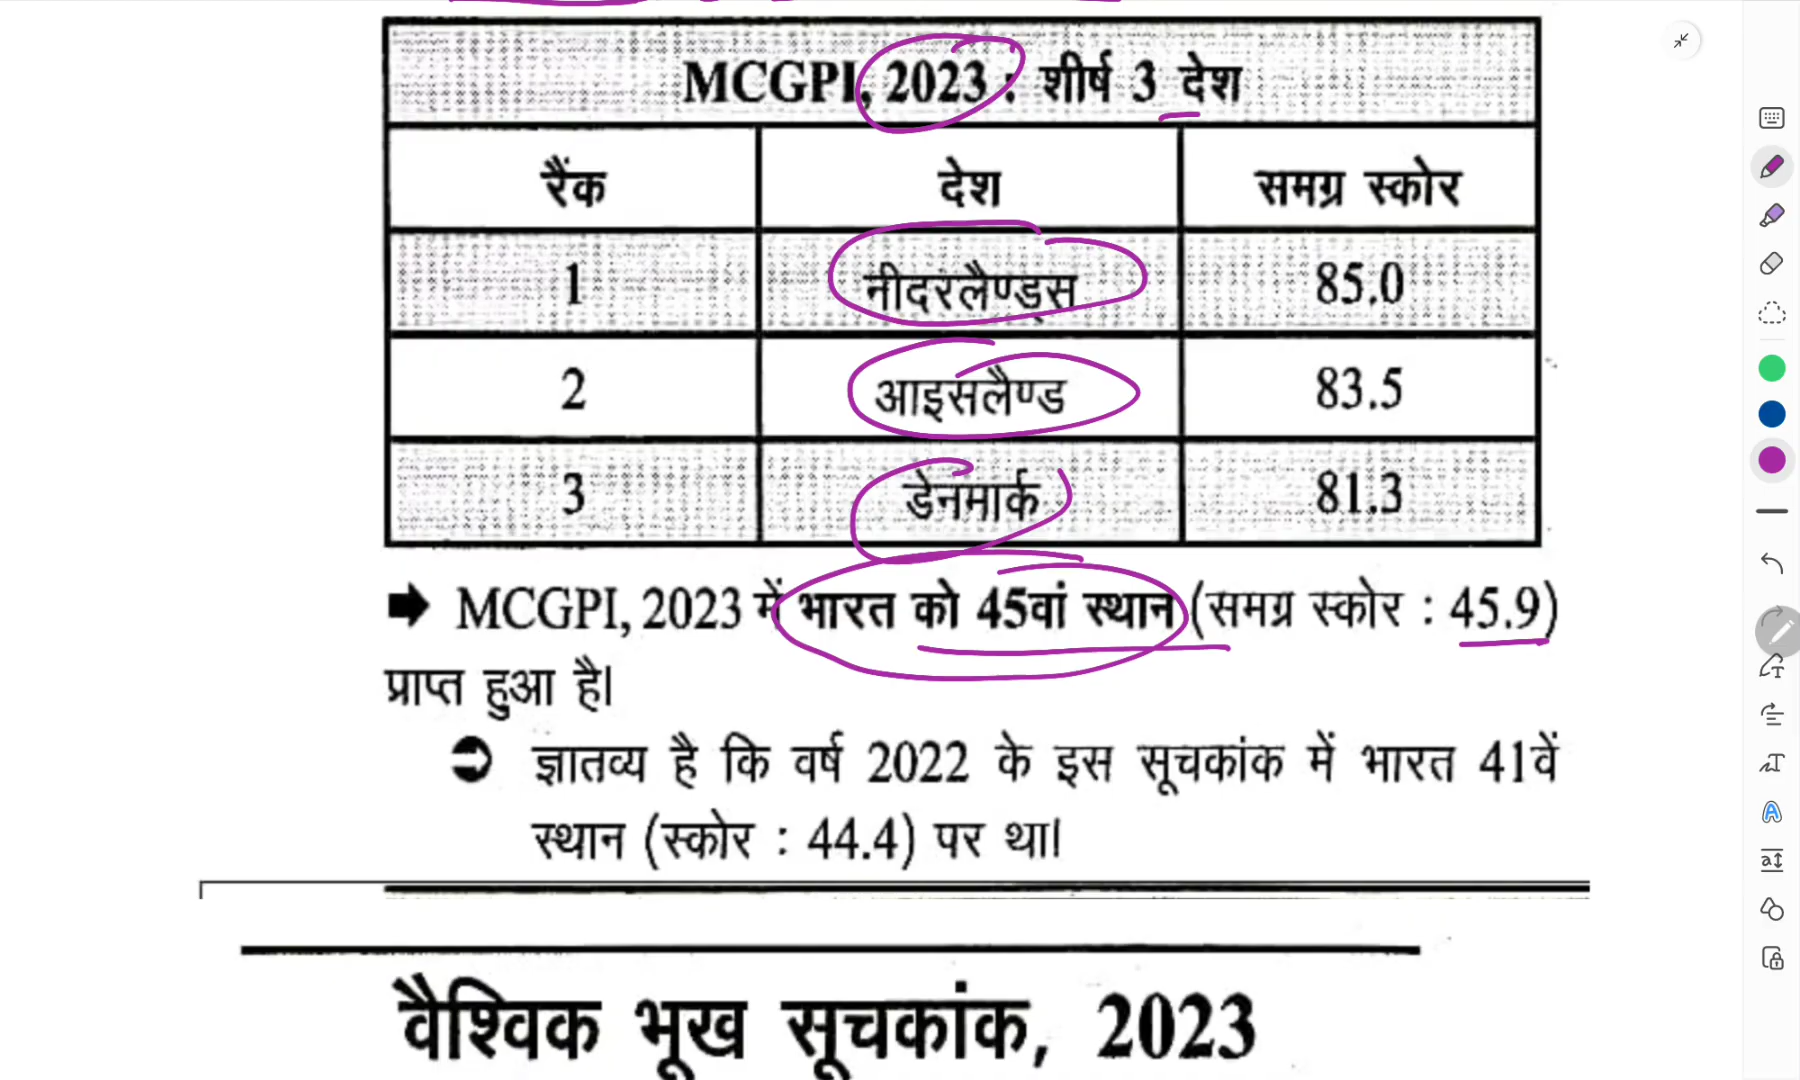 MCGPI, 2023 : शीर्ष 3 देश
रैंक देश समग्र स्कोर
1 नीदरलैण्ड्स 85.0
2 आइसलैण्ड 83.5
3 डेनमार्क 81.3
MCGPI, 2023 में भारत को 45वां स्थान (समग्र स्कोर : 45.9)
प्राप्त हुआ है।
ज्ञातव्य है कि वर्ष 2022 के इस सूचकांक में भारत 41वें
स्थान (स्कोर : 44.4) पर था।
वैश्विक भूख सूचकांक, 2023